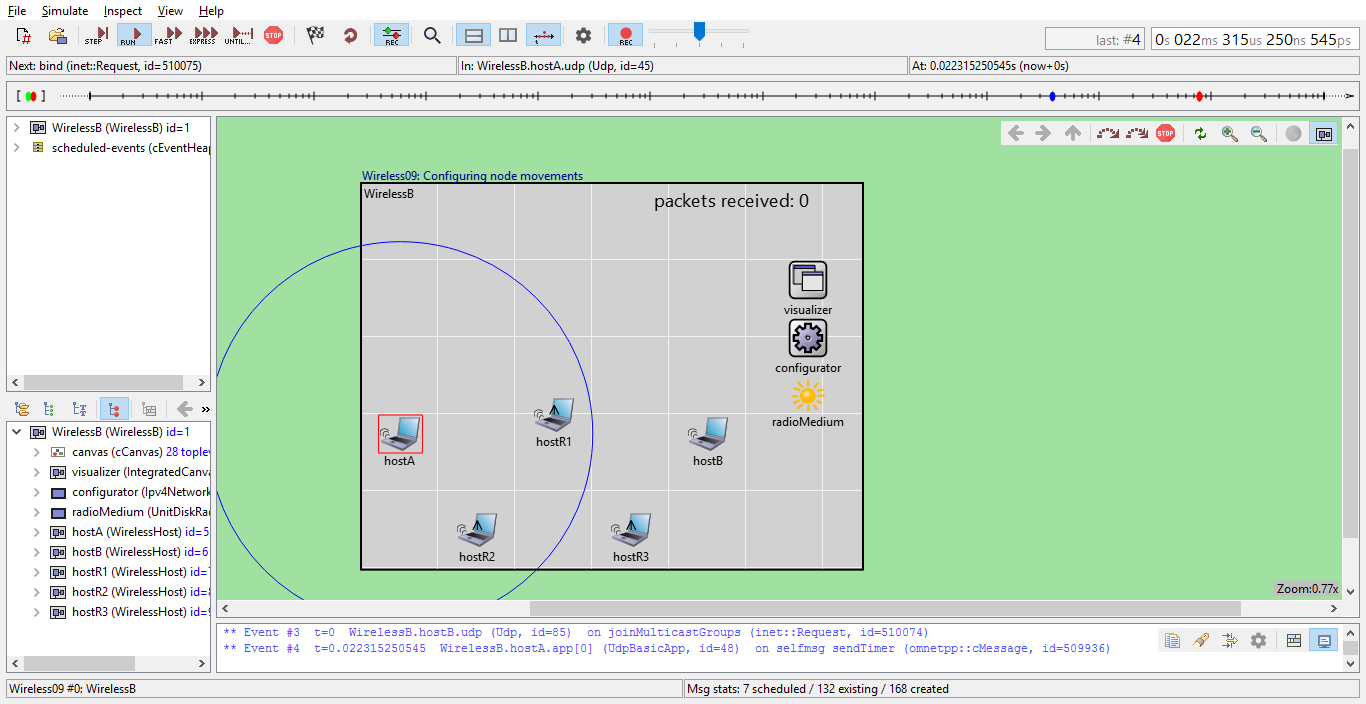 File Simulate Inspect View Help
STEP RUN FAST EXPRESS UNTIL... STOP REC REC
last: #4 0s 022ms 315us 250ns 545ps
Next: bind (inet::Request, id=510075) In: WirelessB.hostA.udp (Udp, id=45) At: 0.022315250545s (now+0s)
WirelessB (WirelessB) id=1
scheduled-events (cEventHeap
STOP
Wireless09: Configuring node movements
WirelessB
packets received: 0
visualizer
configurator
radioMedium
hostR1
hostA
hostB
hostR2
hostR3
Zoom:0.77x
WirelessB (WirelessB) id=1
canvas (cCanvas) 28 toplev
visualizer (IntegratedCanva
configurator (Ipv4Network
radioMedium (UnitDiskRad
hostA (WirelessHost) id=5
hostB (WirelessHost) id=6
hostR1 (WirelessHost) id=7
hostR2 (WirelessHost) id=8
hostR3 (WirelessHost) id=9
** Event #3 t=0 WirelessB.hostB.udp (Udp, id=85) on joinMulticastGroups (inet::Request, id=510074)
** Event #4 t=0.022315250545 WirelessB.hostA.app[0] (UdpBasicApp, id=48) on selfmsg sendTimer (omnetpp::cMessage, id=509936)
Wireless09 #0: WirelessB
Msg stats: 7 scheduled / 132 existing / 168 created